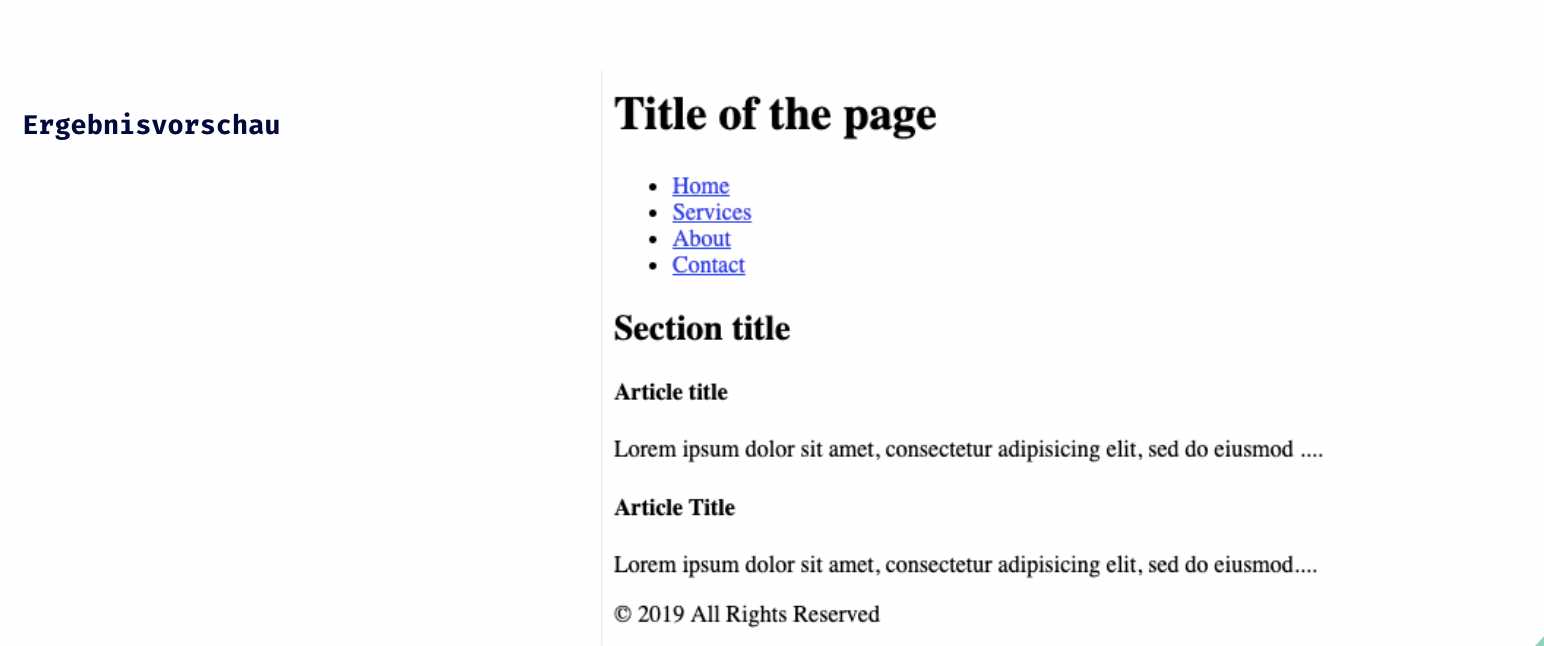 Ergebnisvorschau
Title of the page
Home
Services
About
Contact
Section title
Article title
Lorem ipsum dolor sit amet, consectetur adipisicing elit, sed do eiusmod ....
Article Title
Lorem ipsum dolor sit amet, consectetur adipisicing elit, sed do eiusmod....
© 2019 All Rights Reserved